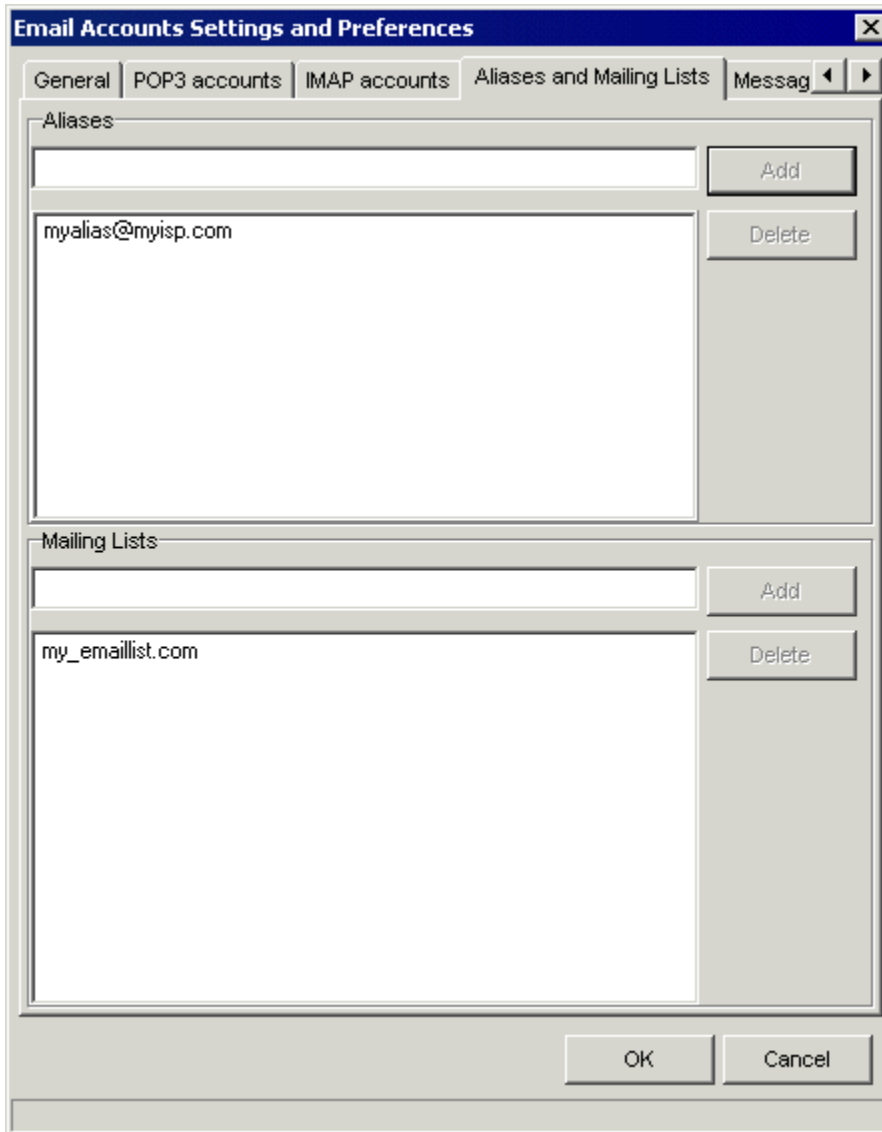 Email Accounts Settings and Preferences
General POP3 accounts IMAP accounts Aliases and Mailing Lists Messag
Aliases
Add
myalias@myisp.com
Delete
Mailing Lists
Add
my_emaillist.com
Delete
OK Cancel